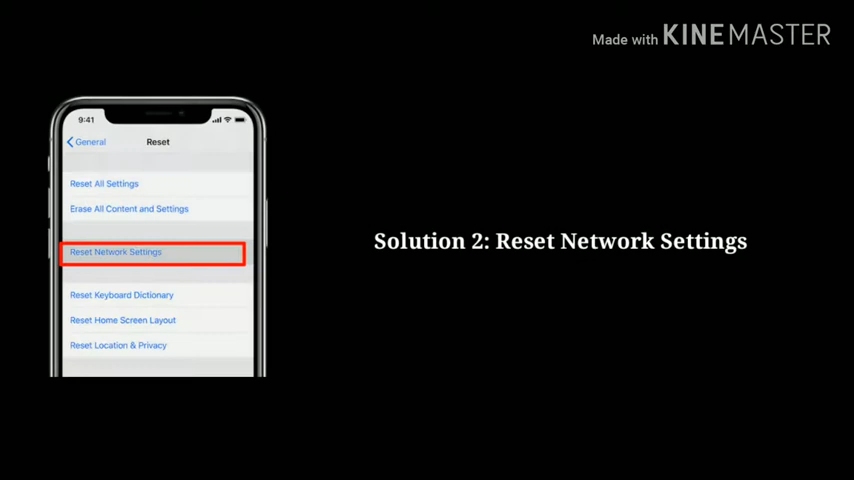 Made with KINEMASTER
9:41
General
Reset
Reset All Settings
Erase All Content and Settings
Reset Network Settings
Reset Keyboard Dictionary
Reset Home Screen Layout
Reset Location & Privacy
Solution 2: Reset Network Settings